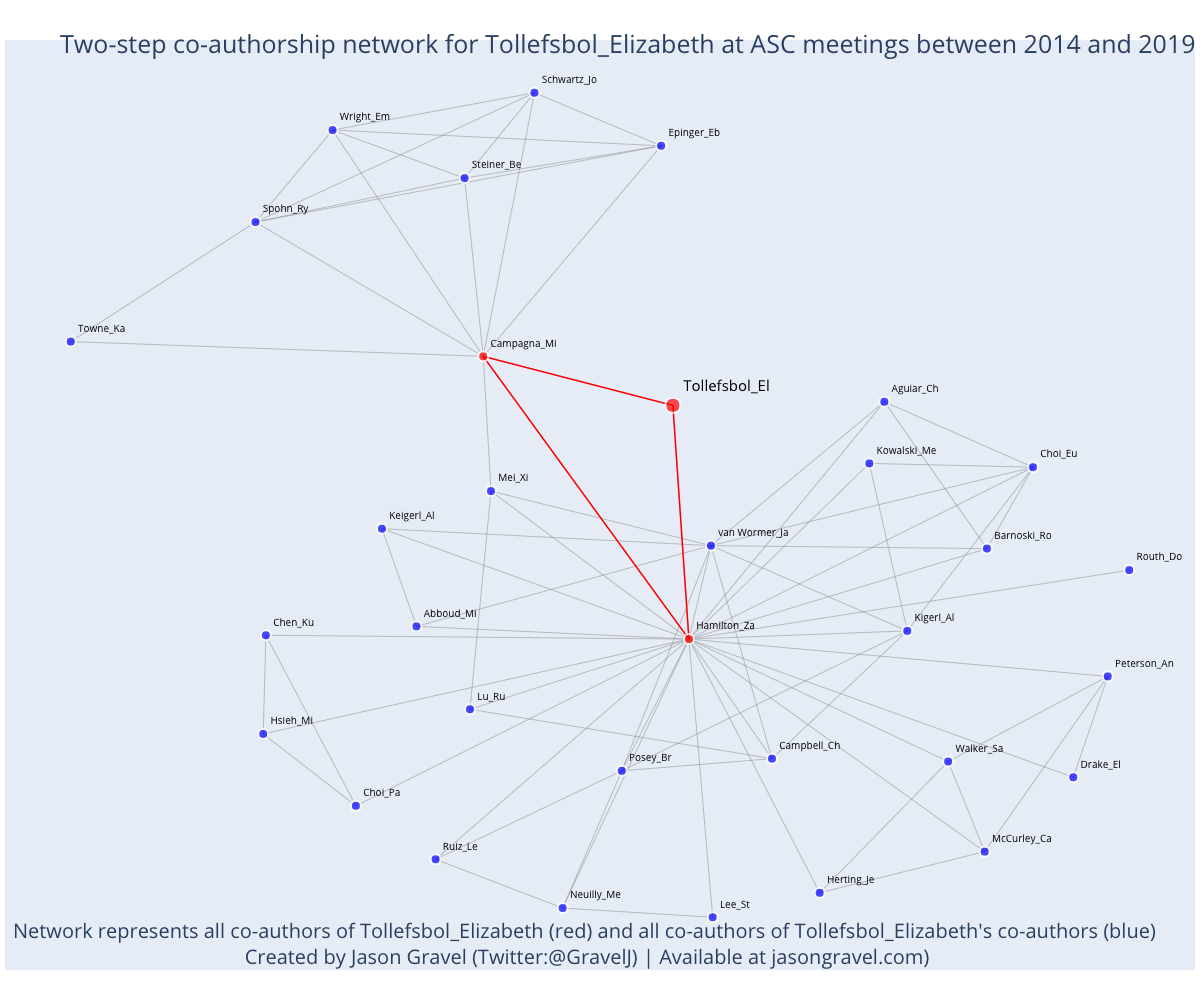 Two-step co-authorship network for Tollefsbol_Elizabeth at ASC meetings between 2014 and 2019
Schwartz_Jo
Wright_Em
Epinger_Eb
Steiner_Be
Spohn_Ry
Towne_Ka
Campagna_Mi
Tollefsbol_El
Aguiar_Ch
Kowalski_Me
Choi_Eu
Mei_Xi
Keigerl_Al
van Wormer_Ja
Barnoski_Ro
Routh_Do
Abboud_Mi
Chen_Ku
Hamilton_Za
Kigerl_Al
Peterson_An
Lu_Ru
Hsieh_Mi
Campbell_Ch
Walker_Sa
Posey_Br
Drake_El
Choi_Pa
McCurley_Ca
Ruiz_Le
Herting_Je
Neuilly_Me
Lee_St
Network represents all co-authors of Tollefsbol_Elizabeth (red) and all co-authors of Tollefsbol_Elizabeth's co-authors (blue)
Created by Jason Gravel (Twitter:@GravelJ) | Available at jasongravel.com)